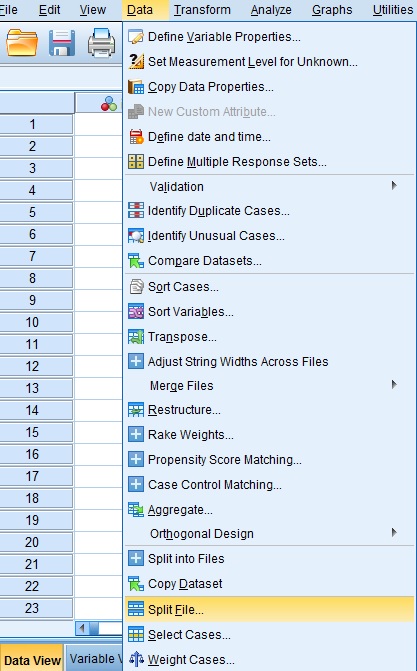 File Edit View Data Transform Analyze Graphs Utilities
Define Variable Properties...
Set Measurement Level for Unknown...
Copy Data Properties...
New Custom Attribute...
Define date and time...
Define Multiple Response Sets...
Validation
Identify Duplicate Cases...
Identify Unusual Cases...
Compare Datasets...
Sort Cases...
Sort Variables...
Transpose...
Adjust String Widths Across Files
Merge Files
Restructure...
Rake Weights...
Propensity Score Matching...
Case Control Matching...
Aggregate...
Orthogonal Design
Split into Files
Copy Dataset
Split File...
Select Cases...
Weight Cases...
1
2
3
4
5
6
7
8
9
10
11
12
13
14
15
16
17
18
19
20
21
22
23
Data View Variable V